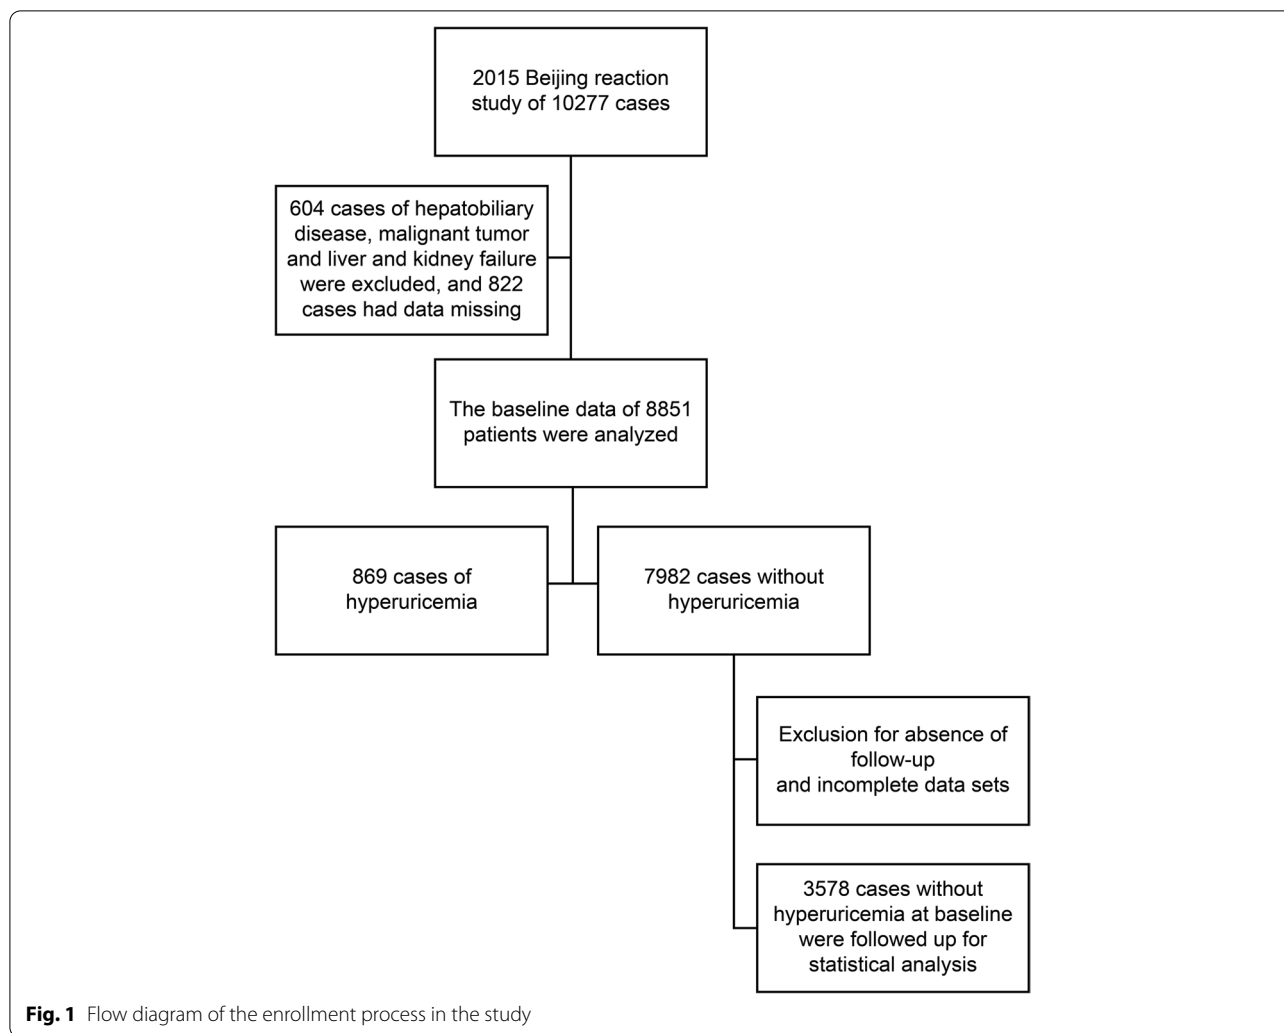 2015 Beijing reaction
study of 10277 cases
604 cases of hepatobiliary
disease, malignant tumor
and liver and kidney failure
were excluded, and 822
cases had data missing
The baseline data of 8851
patients were analyzed
869 cases of
hyperuricemia
7982 cases without
hyperuricemia
Exclusion for absence of
follow-up
and incomplete data sets
3578 cases without
hyperuricemia at baseline
were followed up for
statistical analysis
Fig. 1 Flow diagram of the enrollment process in the study